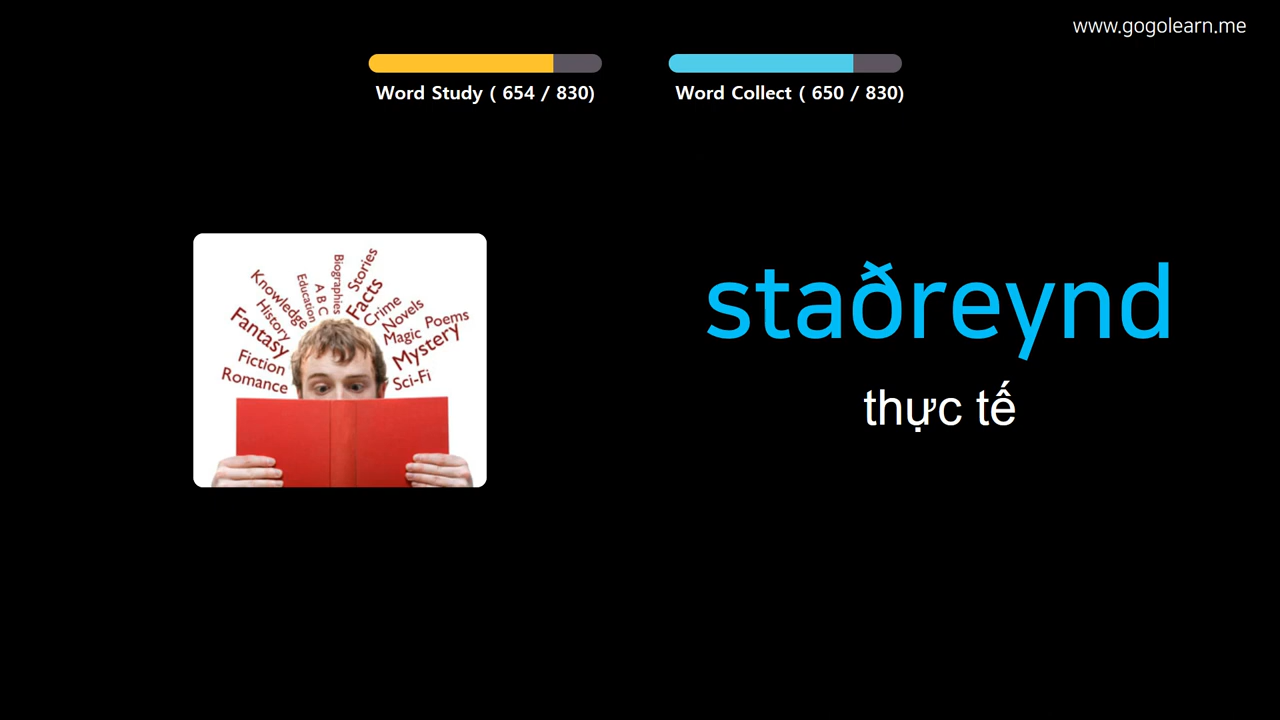 www.gogolearn.me
Word Study ( 654 / 830)
Word Collect ( 650 / 830)
Knowledge
History
Fantasy
Fiction
Romance
Education
A B C
Biographies
Stories
Facts
Crime
Novels
Magic
Poems
Mystery
Sci-Fi
staðreynd
thực tế